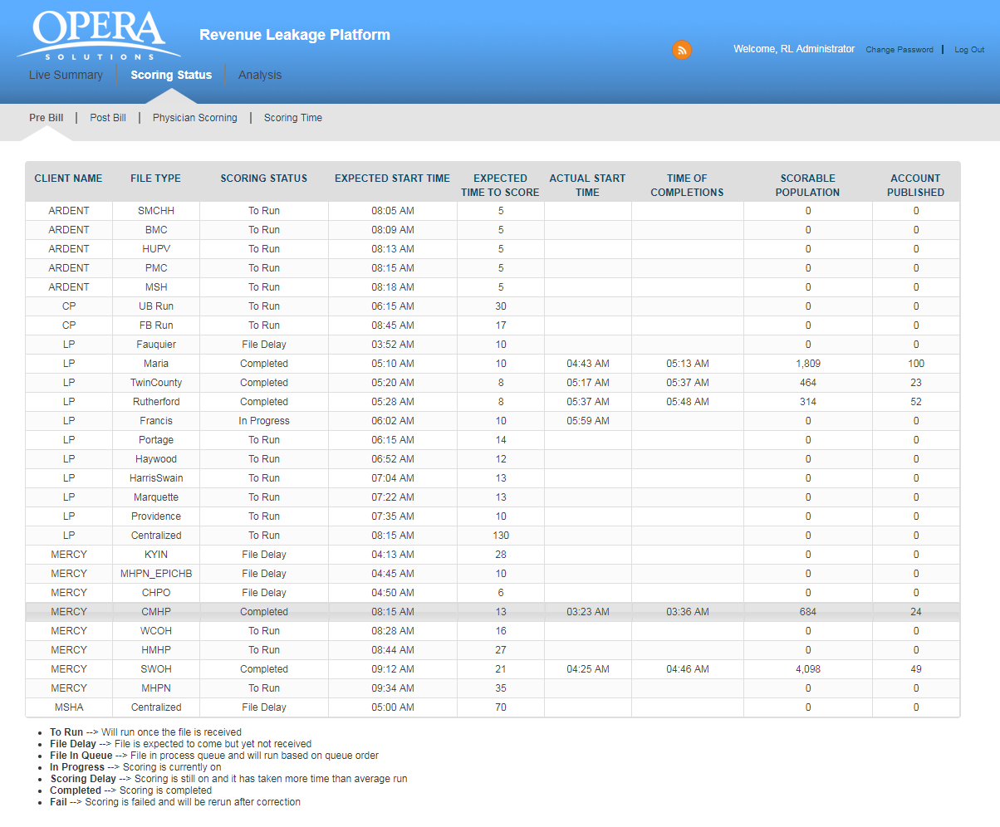 OPERA
SOLUTIONS
Revenue Leakage Platform
Welcome, RL Administrator Change Password | Log Out
Live Summary | Scoring Status | Analysis
Pre Bill | Post Bill | Physician Scorning | Scoring Time
CLIENT NAME FILE TYPE SCORING STATUS EXPECTED START TIME EXPECTED TIME TO SCORE ACTUAL START TIME TIME OF COMPLETIONS SCORABLE POPULATION ACCOUNT PUBLISHED
ARDENT SMCHH To Run 08:05 AM 5 0 0
ARDENT BMC To Run 08:09 AM 5 0 0
ARDENT HUPV To Run 08:13 AM 5 0 0
ARDENT PMC To Run 08:15 AM 5 0 0
ARDENT MSH To Run 08:18 AM 5 0 0
CP UB Run To Run 06:15 AM 30 0 0
CP FB Run To Run 08:45 AM 17 0 0
LP Fauquier File Delay 03:52 AM 10 0 0
LP Maria Completed 05:10 AM 10 04:43 AM 05:13 AM 1,809 100
LP TwinCounty Completed 05:20 AM 8 05:17 AM 05:37 AM 464 23
LP Rutherford Completed 05:28 AM 8 05:37 AM 05:48 AM 314 52
LP Francis In Progress 06:02 AM 10 05:59 AM 0 0
LP Portage To Run 06:15 AM 14 0 0
LP Haywood To Run 06:52 AM 12 0 0
LP HarrisSwain To Run 07:04 AM 13 0 0
LP Marquette To Run 07:22 AM 13 0 0
LP Providence To Run 07:35 AM 10 0 0
LP Centralized To Run 08:15 AM 130 0 0
MERCY KYIN File Delay 04:13 AM 28 0 0
MERCY MHPN_EPICHB File Delay 04:45 AM 10 0 0
MERCY CHPO File Delay 04:50 AM 6 0 0
MERCY CMHP Completed 08:15 AM 13 03:23 AM 03:36 AM 684 24
MERCY WCOH To Run 08:28 AM 16 0 0
MERCY HMHP To Run 08:44 AM 27 0 0
MERCY SWOH Completed 09:12 AM 21 04:25 AM 04:46 AM 4,098 49
MERCY MHPN To Run 09:34 AM 35 0 0
MSHA Centralized File Delay 05:00 AM 70 0 0
• To Run --> Will run once the file is received
• File Delay --> File is expected to come but yet not received
• File In Queue --> File in process queue and will run based on queue order
• In Progress --> Scoring is currently on
• Scoring Delay --> Scoring is still on and it has taken more time than average run
• Completed --> Scoring is completed
• Fail --> Scoring is failed and will be rerun after correction